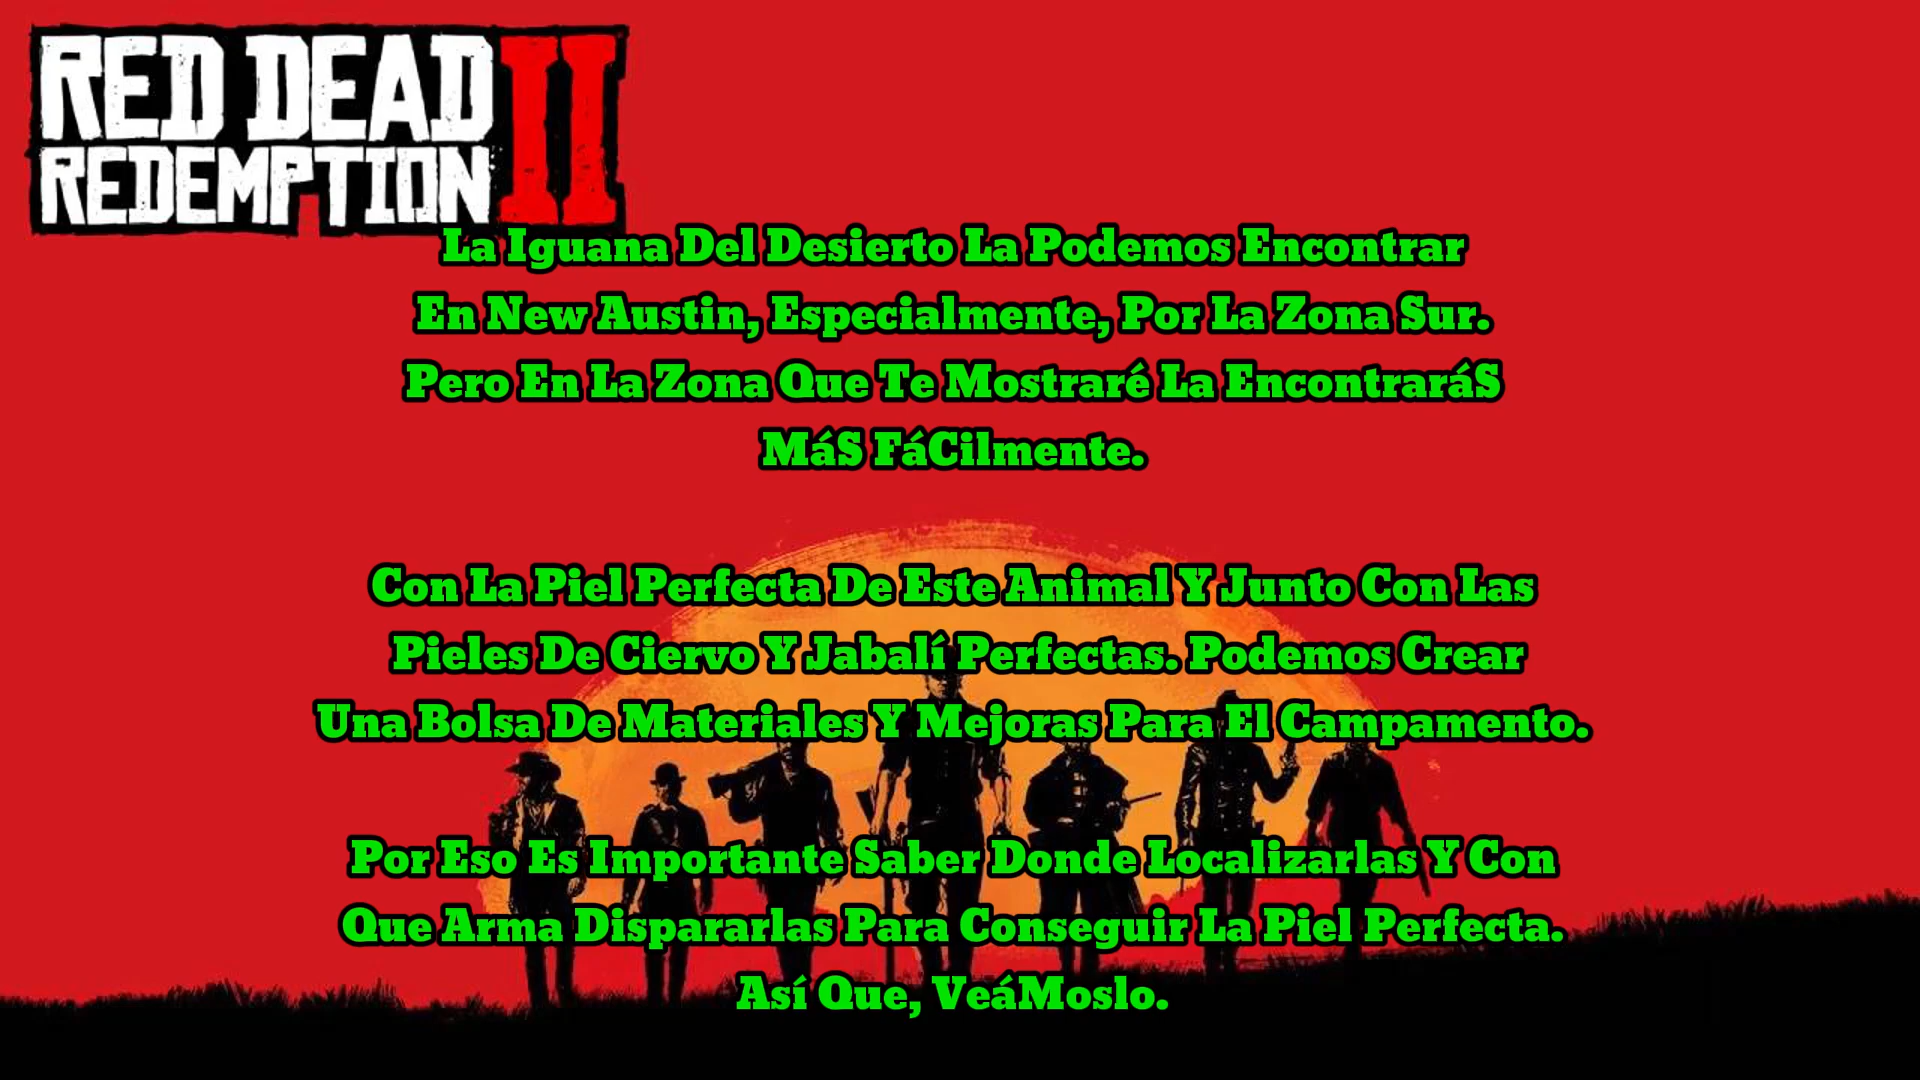 RED DEAD
REDEMPTION II
La Iguana Del Desierto La Podemos Encontrar
En New Austin, Especialmente, Por La Zona Sur.
Pero En La Zona Que Te Mostraré La EncontraráS
MáS FáCilmente.
Con La Piel Perfecta De Este Animal Y Junto Con Las
Pieles De Ciervo Y Jabalí Perfectas. Podemos Crear
Una Bolsa De Materiales Y Mejoras Para El Campamento.
Por Eso Es Importante Saber Donde Localizarlas Y Con
Que Arma Dispararlas Para Conseguir La Piel Perfecta.
Así Que, VeáMoslo.